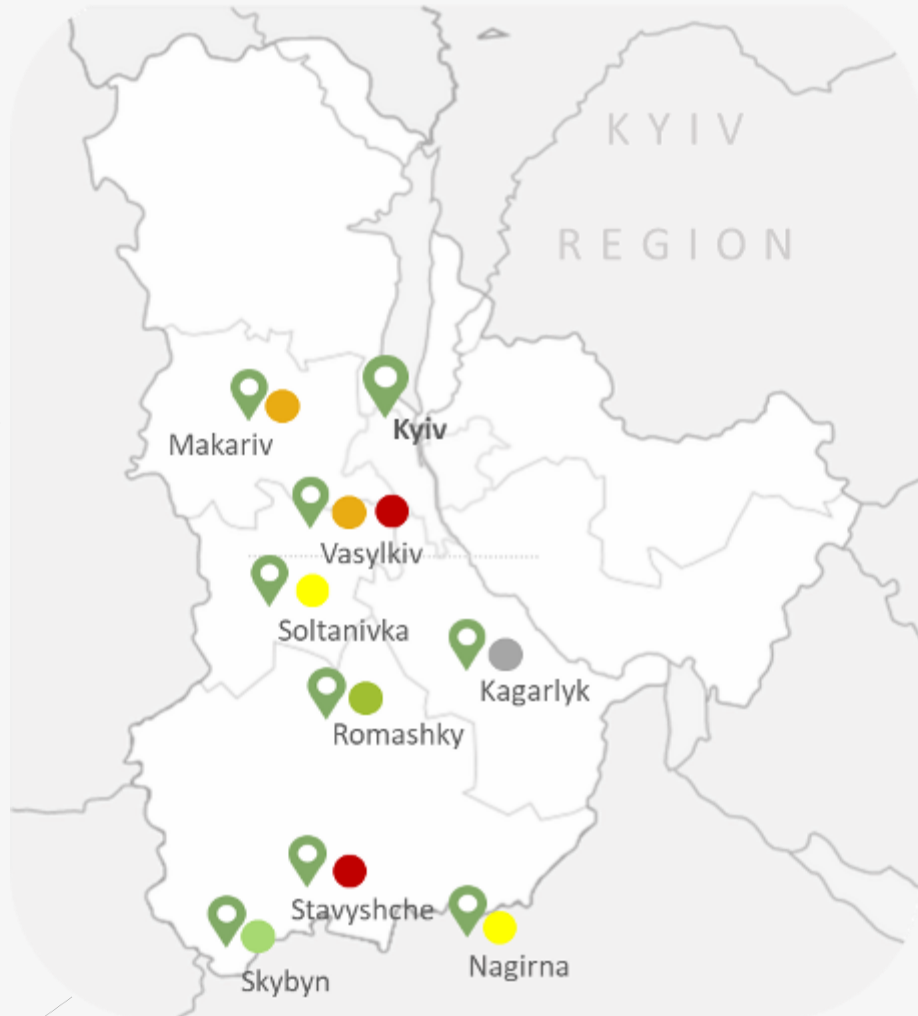 KYIV
REGION
Makariv
Kyiv
Vasylkiv
Soltanivka
Kagarlyk
Romashky
Stavyshche
Nagirna
Skybyn